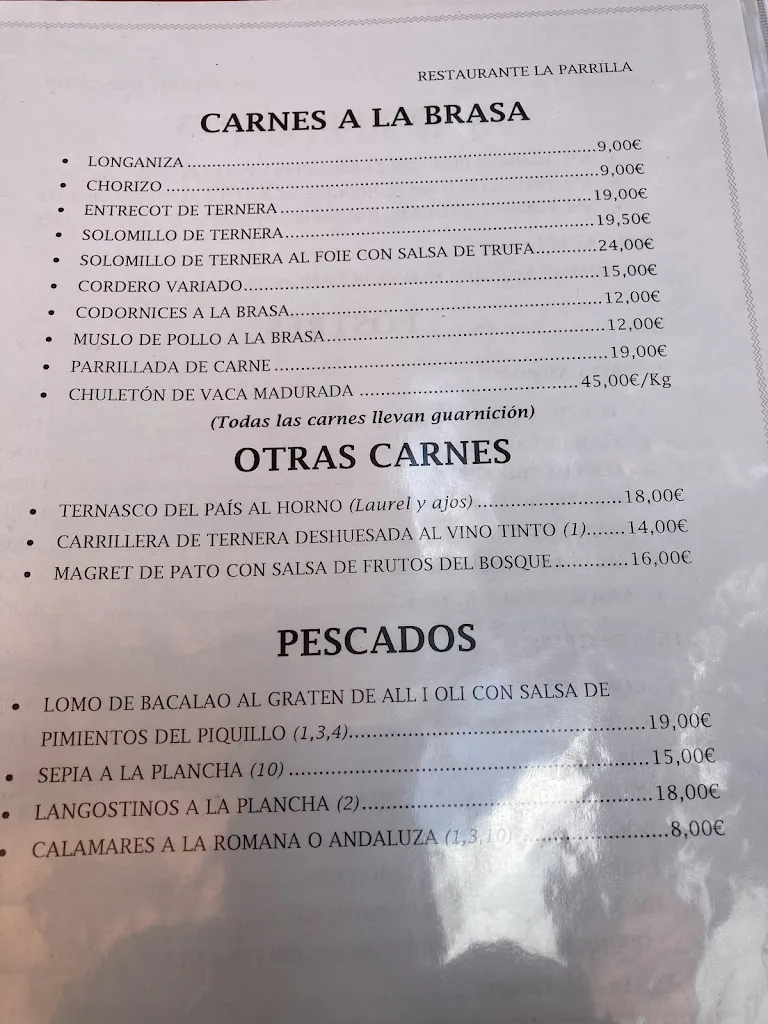 RESTAURANTE LA PARRILLA
CARNES A LA BRASA
• LONGANIZA.......................................................................9,00€
• CHORIZO..........................................................................9,00€
• ENTRECOT DE TERNERA....................................................19,00€
• SOLOMILLO DE TERNERA...................................................19,50€
• SOLOMILLO DE TERNERA AL FOIE CON SALSA DE TRUFA............24,00€
• CORDERO VARIADO..........................................................15,00€
• CODORNICES A LA BRASA...................................................12,00€
• MUSLO DE POLLO A LA BRASA..............................................12,00€
• PARRILLADA DE CARNE.......................................................19,00€
• CHULETÓN DE VACA MADURADA.....................................45,00€/Kg
(Todas las carnes llevan guarnición)
OTRAS CARNES
• TERNASCO DEL PAÍS AL HORNO (Laurel y ajos)........................18,00€
• CARRILLERA DE TERNERA DESHUESADA AL VINO TINTO (1).......14,00€
• MAGRET DE PATO CON SALSA DE FRUTOS DEL BOSQUE.............16,00€
PESCADOS
• LOMO DE BACALAO AL GRATEN DE ALL I OLI CON SALSA DE
PIMIENTOS DEL PIQUILLO (1,3,4)..............................................19,00€
• SEPIA A LA PLANCHA (10).......................................................15,00€
• LANGOSTINOS A LA PLANCHA (2).............................................18,00€
• CALAMARES A LA ROMANA O ANDALUZA (1,3,10).......................8,00€